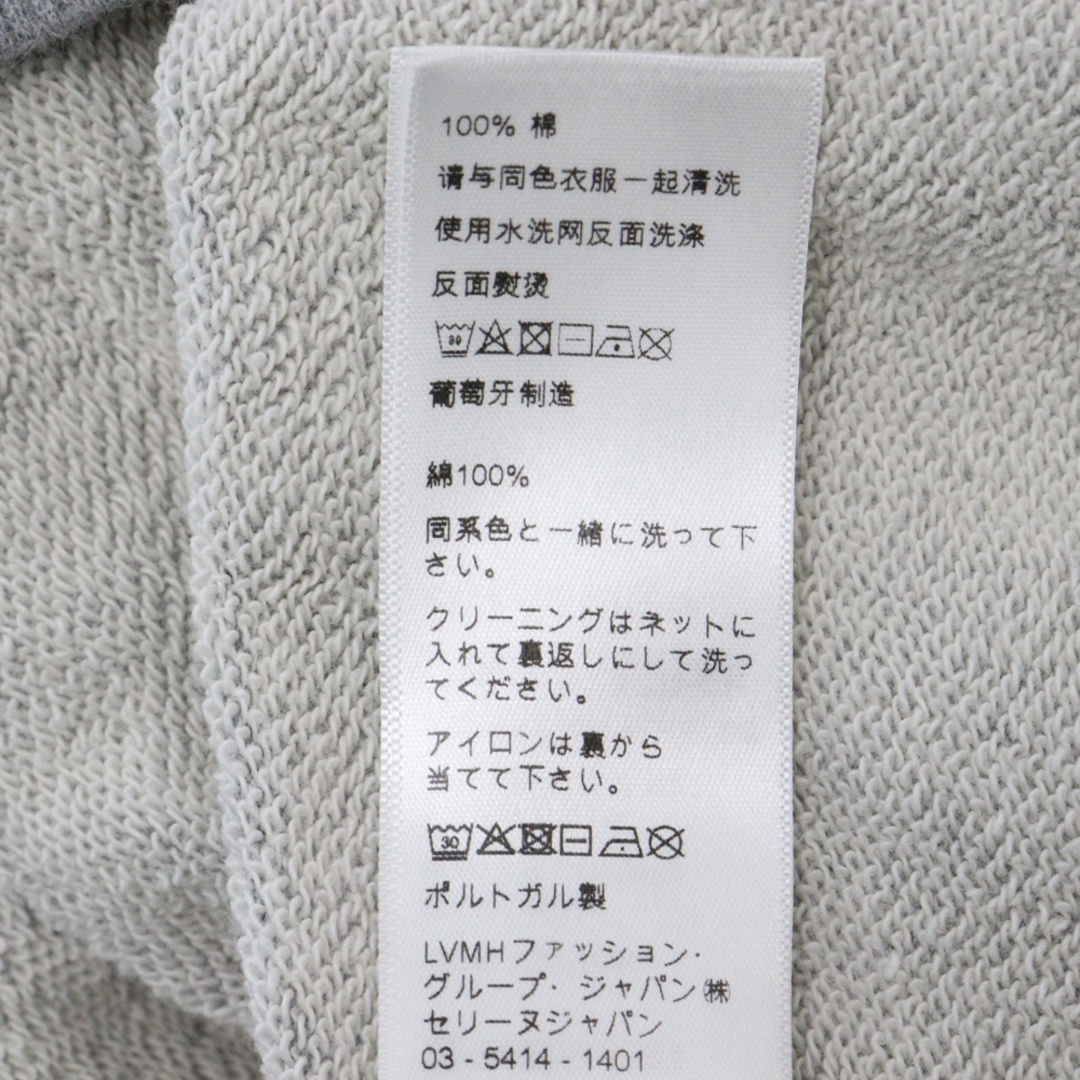 100% 棉
请与同色衣服一起清洗
使用水洗网反面洗涤
反面熨烫
30
葡萄牙制造
綿100%
同系色と一緒に洗って下
さい。
クリーニングはネットに
入れて裏返しにして洗っ
てください。
アイロンは裏から
当てて下さい。
30
ポルトガル製
LVMHファッション·
グループ· ジャパン㈱
セリーヌジャパン
03 - 5414 - 1401